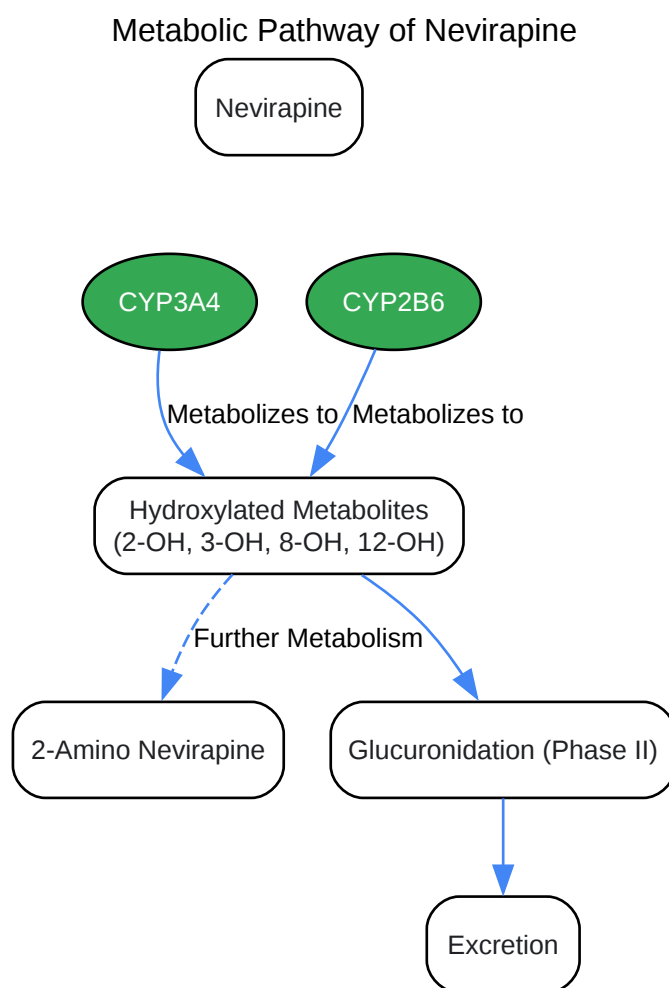 Metabolic Pathway of Nevirapine
Nevirapine
CYP3A4
CYP2B6
Metabolizes to
Metabolizes to
Hydroxylated Metabolites
(2-OH, 3-OH, 8-OH, 12-OH)
Further Metabolism
2-Amino Nevirapine
Glucuronidation (Phase II)
Excretion